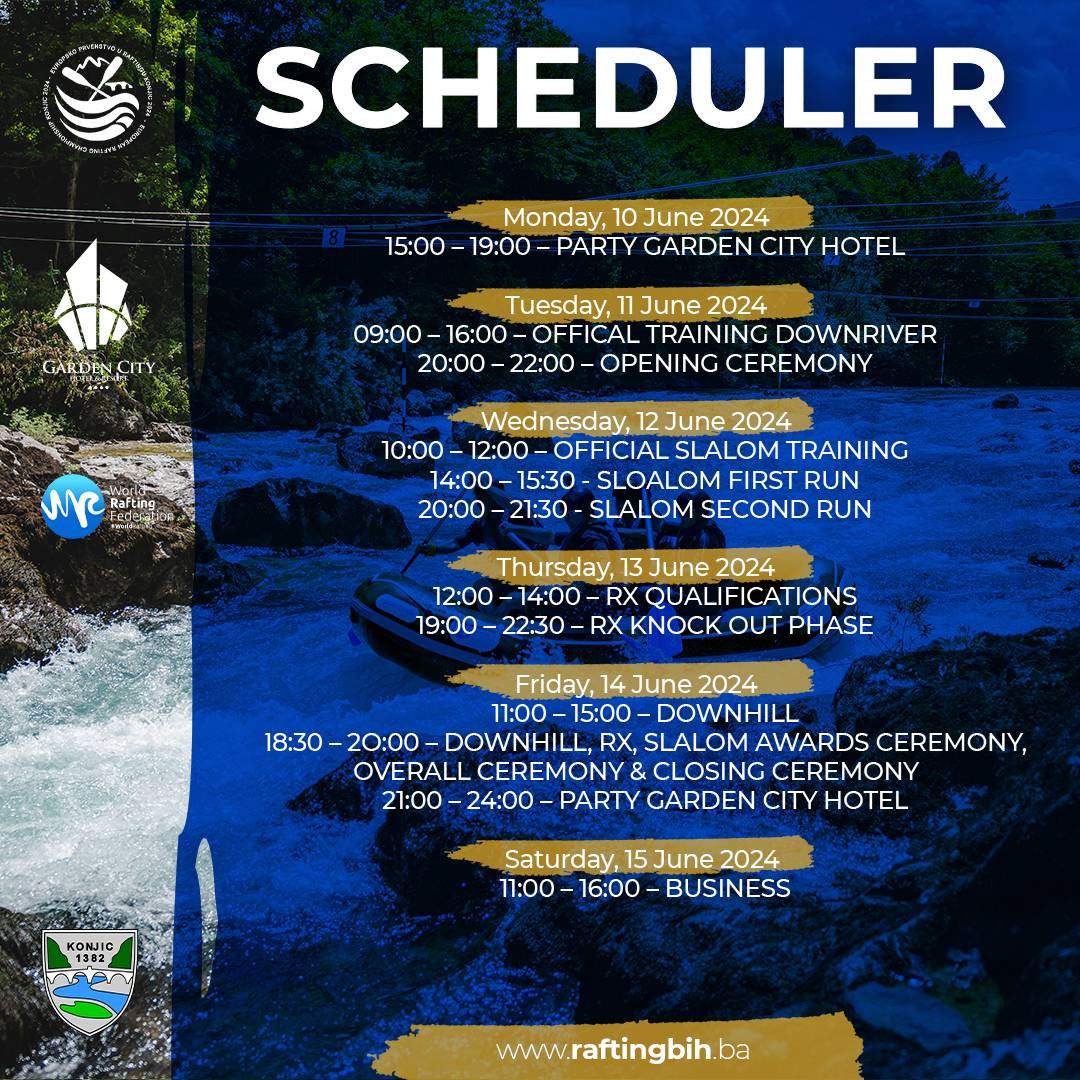 EVROPSKO PRVENSTVO U RAFTINGU KONJIC 2024 - EUROPEAN RAFTING CHAMPIONSHIP KONJIC 2024 -
SCHEDULER
Monday, 10 June 2024
15:00 – 19:00 – PARTY GARDEN CITY HOTEL
8
GARDEN CITY
HOTEL & RESORT
Tuesday, 11 June 2024
09:00 – 16:00 – OFFICAL TRAINING DOWNRIVER
20:00 – 22:00 – OPENING CEREMONY
Wednesday, 12 June 2024
10:00 – 12:00 – OFFICIAL SLALOM TRAINING
14:00 – 15:30 - SLOALOM FIRST RUN
20:00 – 21:30 - SLALOM SECOND RUN
World
Rafting
Federation
Thursday, 13 June 2024
12:00 – 14:00 – RX QUALIFICATIONS
19:00 – 22:30 – RX KNOCK OUT PHASE
Friday, 14 June 2024
11:00 – 15:00 – DOWNHILL
18:30 – 2O:00 – DOWNHILL, RX, SLALOM AWARDS CEREMONY,
OVERALL CEREMONY & CLOSING CEREMONY
21:00 – 24:00 – PARTY GARDEN CITY HOTEL
Saturday, 15 June 2024
11:00 – 16:00 – BUSINESS
KONJIC
1382
www.raftingbih.ba